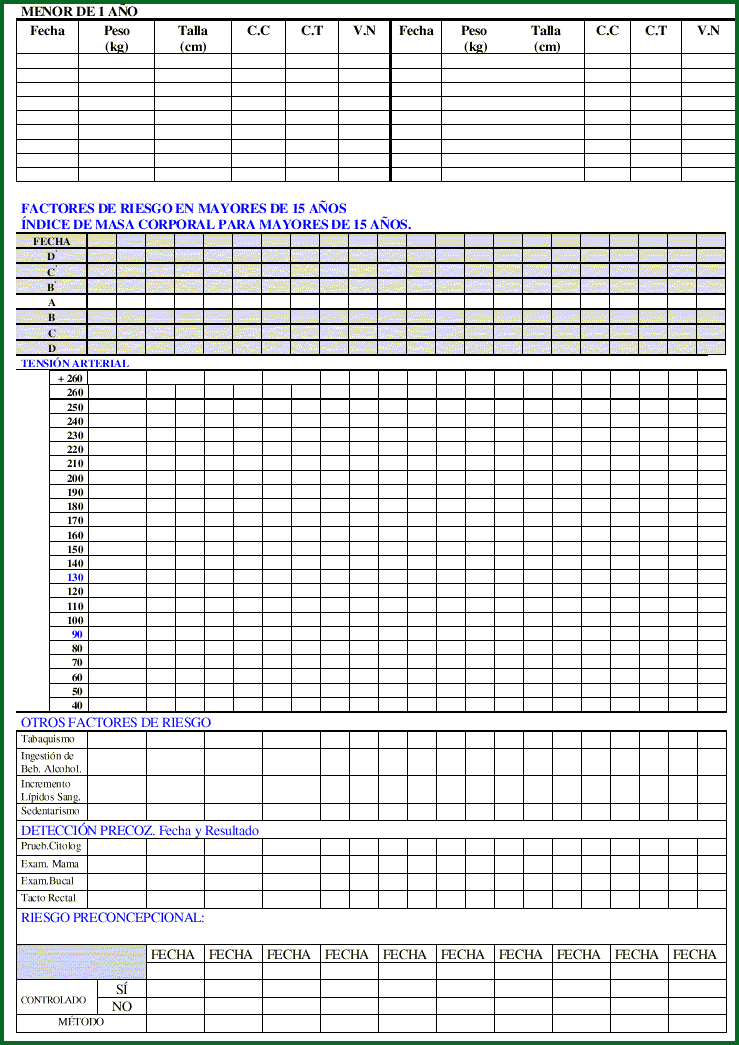 MENOR DE 1 AÑO
Fecha Peso (kg) Talla (cm) C.C C.T V.N Fecha Peso (kg) Talla (cm) C.C C.T V.N
FACTORES DE RIESGO EN MAYORES DE 15 AÑOS
ÍNDICE DE MASA CORPORAL PARA MAYORES DE 15 AÑOS.
FECHA
D'
C'
B'
A
B
C
D
TENSIÓN ARTERIAL
+ 260
260
250
240
230
220
210
200
190
180
170
160
150
140
130
120
110
100
90
80
70
60
50
40
OTROS FACTORES DE RIESGO
Tabaquismo
Ingestión de
Beb. Alcohol.
Incremento
Lípidos Sang.
Sedentarismo
DETECCIÓN PRECOZ. Fecha y Resultado
Prueb.Citolog
Exam. Mama
Exam.Bucal
Tacto Rectal
RIESGO PRECONCEPCIONAL:
FECHA FECHA FECHA FECHA FECHA FECHA FECHA FECHA FECHA FECHA
CONTROLADO SÍ
NO
MÉTODO